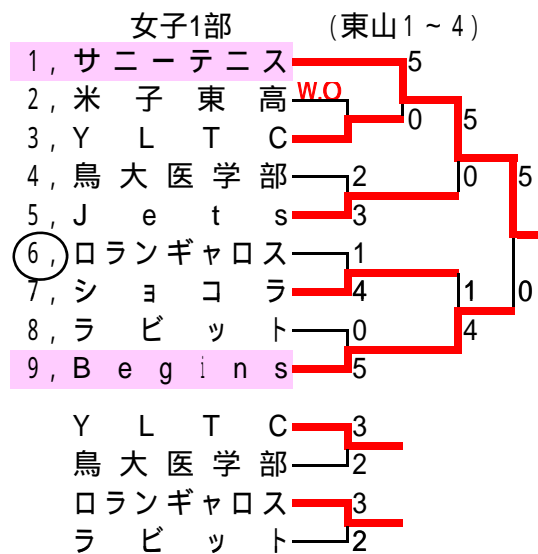 女子1部 (東山1~4)
1, サニーテニス 5
2, 米子東高 W.O
0 5
3, YLTC
4, 鳥大医学部 2 0 5
5, Jets 3
6, ロランギャロス 1
7, ショコラ 4 1 0
8, ラビット 0 4
9, Begins 5
YLTC 3
鳥大医学部 2
ロランギャロス 3
ラビット 2